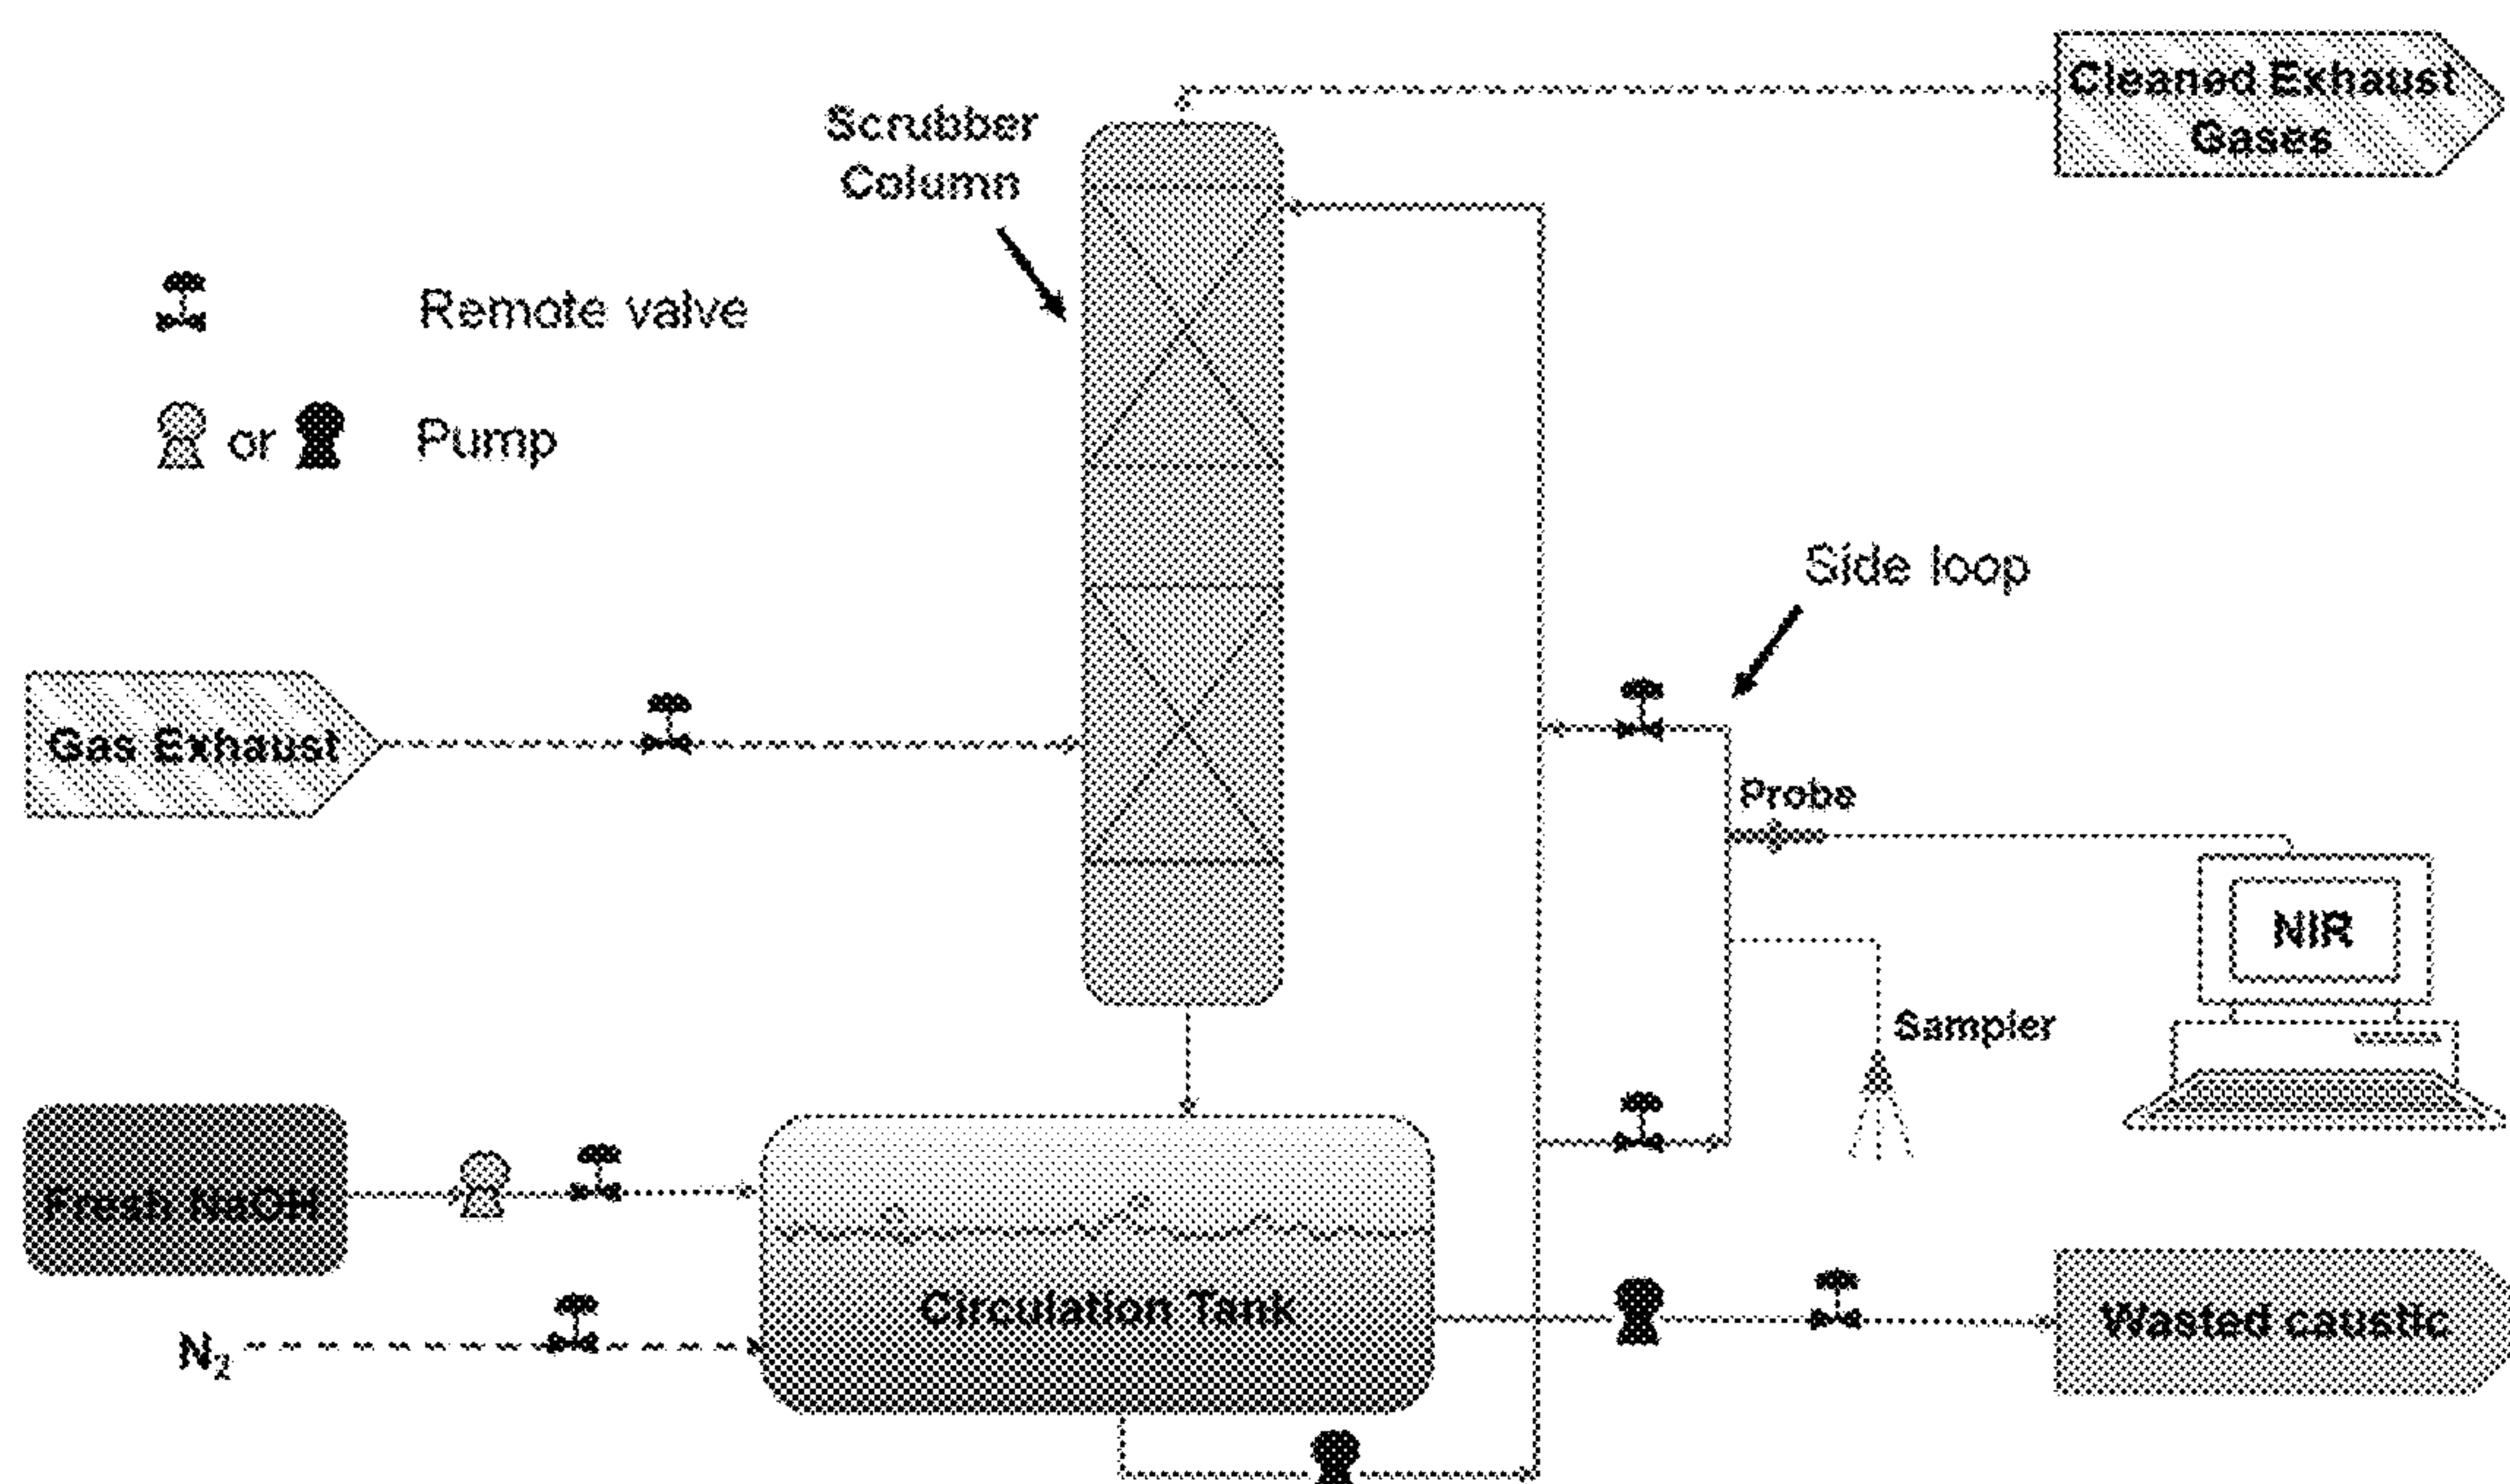 Cleaned Exhaust
Gases
Scrubber
Column
Remote valve
or
Pump
Side loop
Gas Exhaust
Probe
NIR
Sampler
Fresh NaOH
Circulation Tank
Wasted caustic
N₂